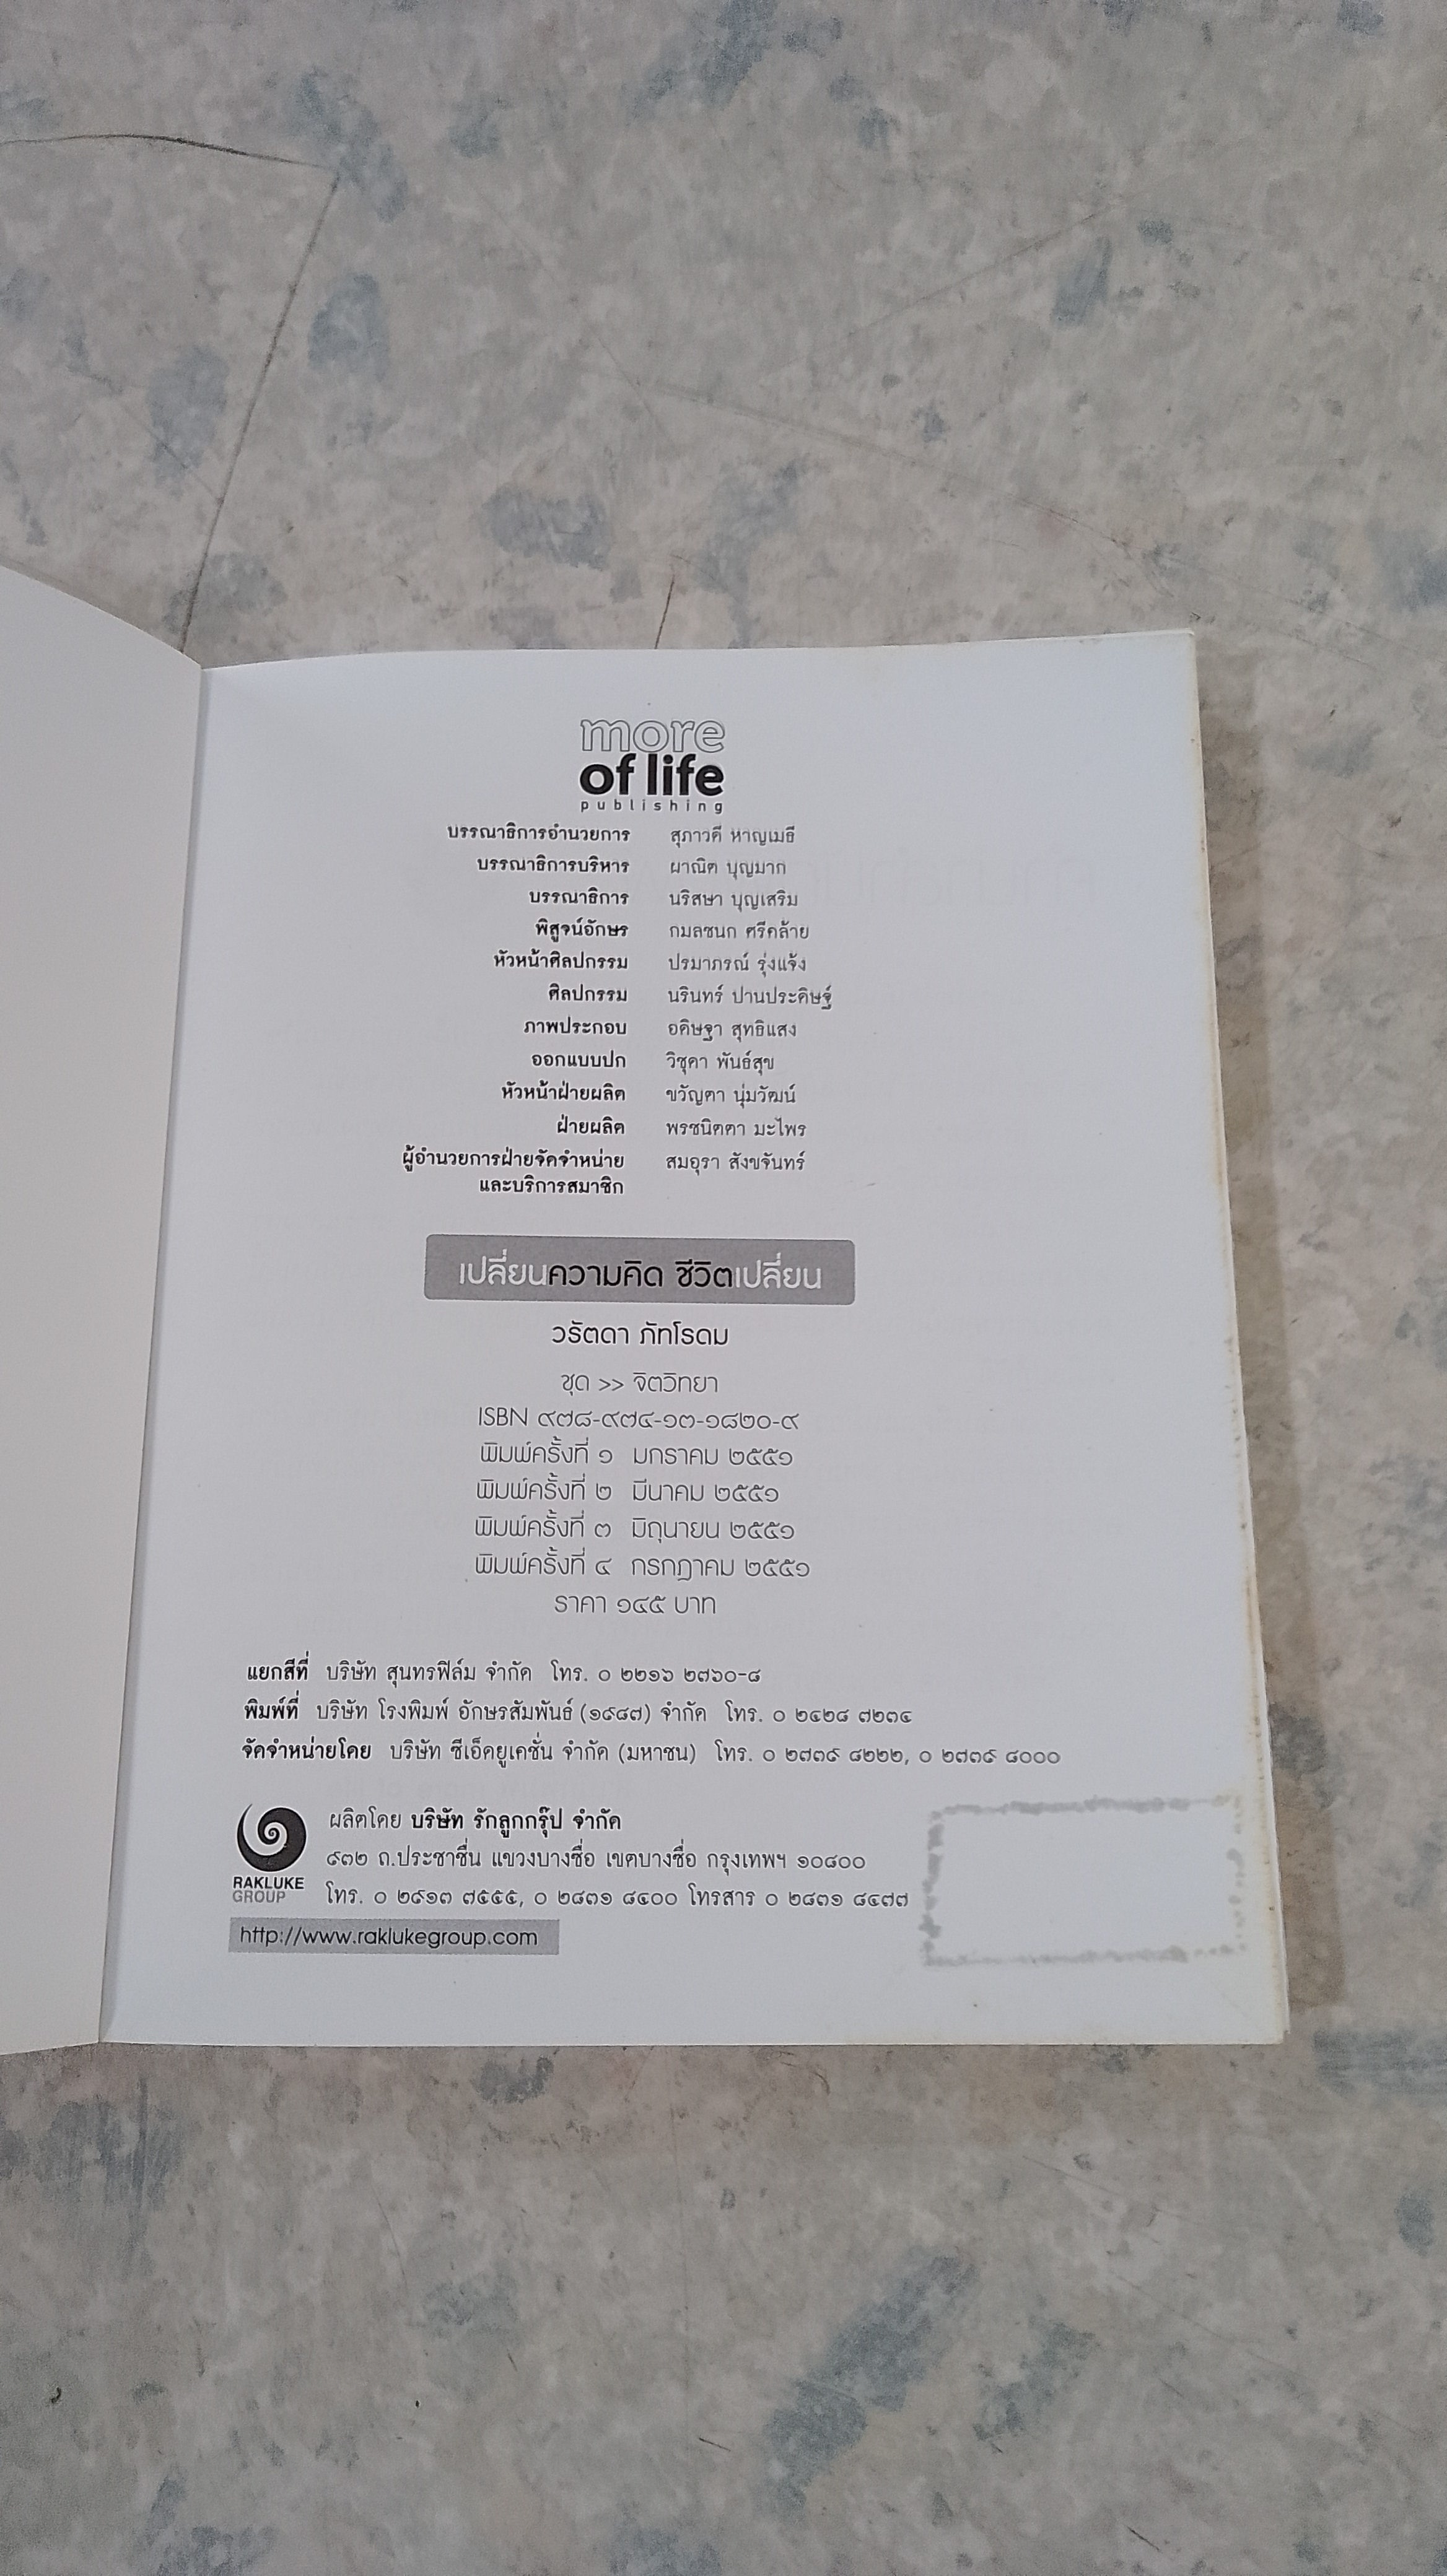 more
of life
publishing
บรรณาธิการอำนวยการ สุภาวดี หาญเมธี
บรรณาธิการบริหาร ผาณิต บุญมาก
บรรณาธิการ นริสษา บุญเสริม
พิสูจน์อักษร กมลชนก ศรีคล้าย
หัวหน้าศิลปกรรม ปรมาภรณ์ รุ่งแจ้ง
ศิลปกรรม นรินทร์ ปานประดิษฐ์
ภาพประกอบ อดิษฐา สุทธิแสง
ออกแบบปก วิชุดา พันธ์สุข
หัวหน้าฝ่ายผลิต ขวัญตา นุ่มวัฒน์
ฝ่ายผลิต พรชนิตตา มะไพร
ผู้อำนวยการฝ่ายจัดจำหน่าย สมอุรา สังขจันทร์
และบริการสมาชิก
เปลี่ยนความคิด ชีวิตเปลี่ยน
วรัตดา ภัทโรดม
ชุด >> จิตวิทยา
ISBN ๙๗๘-๙๗๔-๑๓-๑๘๒๐-๙
พิมพ์ครั้งที่ ๑ มกราคม ๒๕๕๑
พิมพ์ครั้งที่ ๒ มีนาคม ๒๕๕๑
พิมพ์ครั้งที่ ๓ มิถุนายน ๒๕๕๑
พิมพ์ครั้งที่ ๔ กรกฎาคม ๒๕๕๑
ราคา ๑๔๕ บาท
แยกสีที่ บริษัท สุนทรฟิล์ม จำกัด โทร. ๐ ๒๒๑๖ ๒๗๖๐-๘
พิมพ์ที่ บริษัท โรงพิมพ์ อักษรสัมพันธ์ (๑๙๘๗) จำกัด โทร. ๐ ๒๔๒๘ ๗๒๓๔
จัดจำหน่ายโดย บริษัท ซีเอ็ดยูเคชั่น จำกัด (มหาชน) โทร. ๐ ๒๗๓๙ ๘๒๒๒, ๐ ๒๗๓๙ ๘๐๐๐
ผลิตโดย บริษัท รักลูกกรุ๊ป จำกัด
๙๓๒ ถ.ประชาชื่น แขวงบางซื่อ เขตบางซื่อ กรุงเทพฯ ๑๐๘๐๐
โทร. ๐ ๒๙๑๓ ๗๕๕๕, ๐ ๒๘๓๑ ๘๔๐๐ โทรสาร ๐ ๒๘๓๑ ๘๔๗๗
RAKLUKE
GROUP
http://www.raklukegroup.com